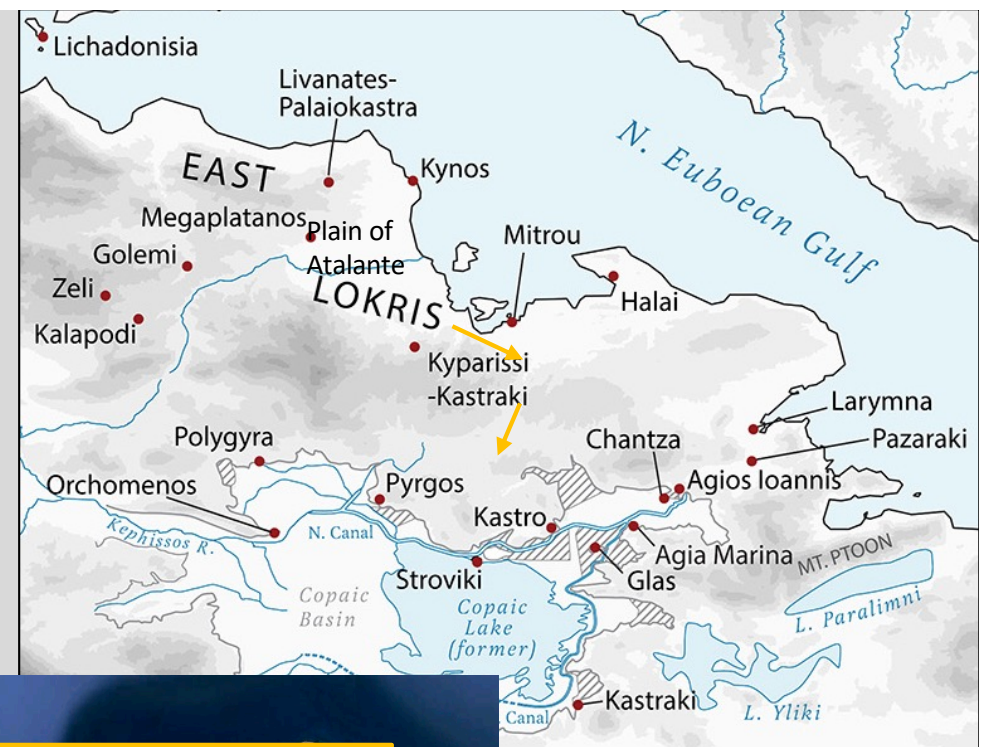 Lichadonisia
Livanates-
Palaiokastra
EAST
Kynos
N. Euboean Gulf
Megaplatanos
Plain of
Atalante
Mitrou
Golemi
Zeli
LOKRIS
Halai
Kalapodi
Kyparissi
-Kastraki
Larymna
Polygyra
Chantza
Pazaraki
Orchomenos
Pyrgos
Agios Ioannis
Kastro
Kephissos R.
N. Canal
Agia Marina
MT. PTOON
Stroviki
Glas
Copaic
Basin
Copaic
Lake
(former)
L. Paralimni
Kastraki
Canal
L. Yliki